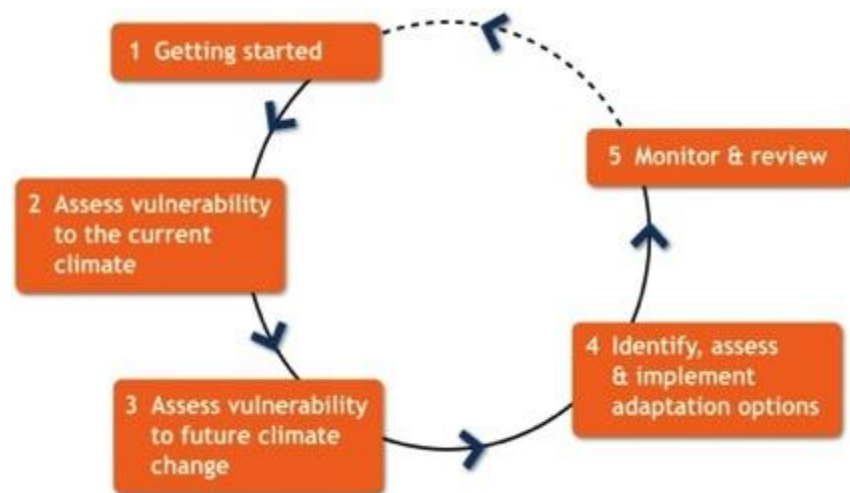 1 Getting started
2 Assess vulnerability
to the current
climate
3 Assess vulnerability
to future climate
change
4 Identify, assess
& implement
adaptation options
5 Monitor & review